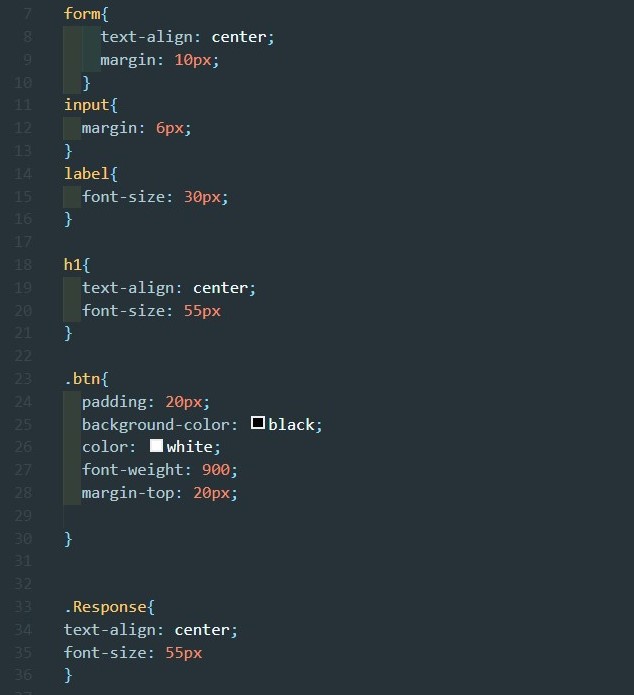 7 form{
8 text-align: center;
9 margin: 10px;
10 }
11 input{
12 margin: 6px;
13 }
14 label{
15 font-size: 30px;
16 }
17
18 h1{
19 text-align: center;
20 font-size: 55px
21 }
22
23 .btn{
24 padding: 20px;
25 background-color: black;
26 color: white;
27 font-weight: 900;
28 margin-top: 20px;
29
30 }
31
32
33 .Response{
34 text-align: center;
35 font-size: 55px
36 }